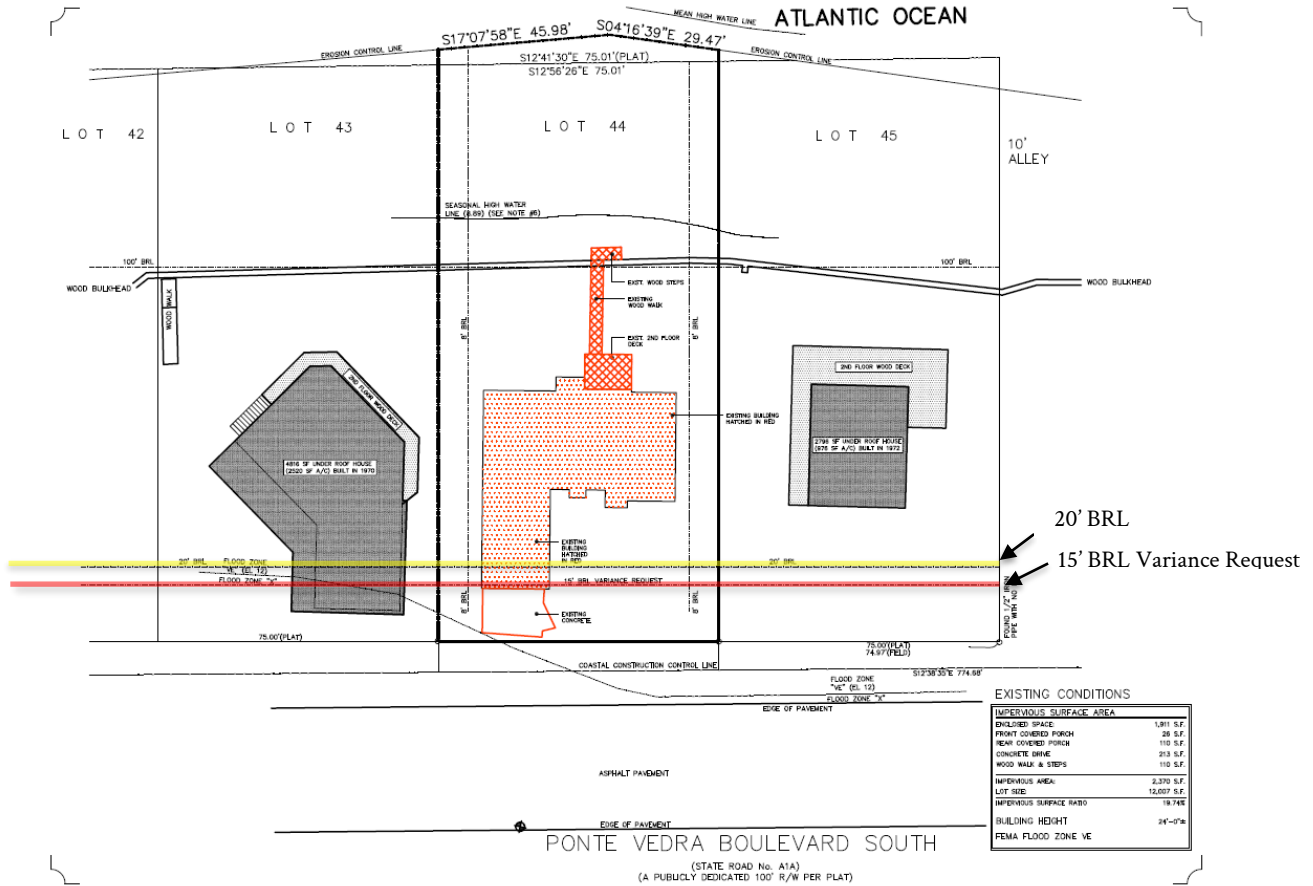 MEAN HIGH WATER LINE
ATLANTIC OCEAN
S17°07'58"E 45.98'
S04°16'39"E 29.47'
EROSION CONTROL LINE
S12°41'30"E 75.01'(PLAT)
EROSION CONTROL LINE
S12°56'26"E 75.01'
LOT 42
LOT 43
LOT 44
LOT 45
10'
ALLEY
SEASONAL HIGH WATER
LINE (8.89) (SEE NOTE #6)
100' BRL
100' BRL
WOOD BULKHEAD
WOOD BULKHEAD
WOOD WALK
EXIST. WOOD STEPS
EXISTING
WOOD WALK
8' BRL
8' BRL
EXIST. 2ND FLOOR
DECK
2ND FLOOR WOOD DECK
2ND FLOOR WOOD DECK
EXISTING BUILDING
HATCHED IN RED
4816 SF UNDER ROOF HOUSE
(2520 SF A/C) BUILT IN 1970
2796 SF UNDER ROOF HOUSE
(976 SF A/C) BUILT IN 1972
EXISTING
BUILDING
HATCHED
IN RED
20' BRL
15' BRL Variance Request
20' BRL
FLOOD ZONE
"VE" (EL 12)
FLOOD ZONE "X"
20' BRL
15' BRL VARIANCE REQUEST
8' BRL
8' BRL
EXISTING
CONCRETE
FOUND 1/2" IRON
PIPE WITH NO
75.00'(PLAT)
75.00'(PLAT)
74.97'(FIELD)
COASTAL CONSTRUCTION CONTROL LINE
S12°38'35"E 774.68'
FLOOD ZONE
"VE" (EL 12)
FLOOD ZONE "X"
EDGE OF PAVEMENT
ASPHALT PAVEMENT
EDGE OF PAVEMENT
PONTE VEDRA BOULEVARD SOUTH
(STATE ROAD No. A1A)
(A PUBLICLY DEDICATED 100' R/W PER PLAT)
EXISTING CONDITIONS
IMPERVIOUS SURFACE AREA
ENCLOSED SPACE: 1,911 S.F.
FRONT COVERED PORCH 26 S.F.
REAR COVERED PORCH 110 S.F.
CONCRETE DRIVE 213 S.F.
WOOD WALK & STEPS 110 S.F.
IMPERVIOUS AREA: 2,370 S.F.
LOT SIZE: 12,007 S.F.
IMPERVIOUS SURFACE RATIO 19.74%
BUILDING HEIGHT 24'-0"±
FEMA FLOOD ZONE VE